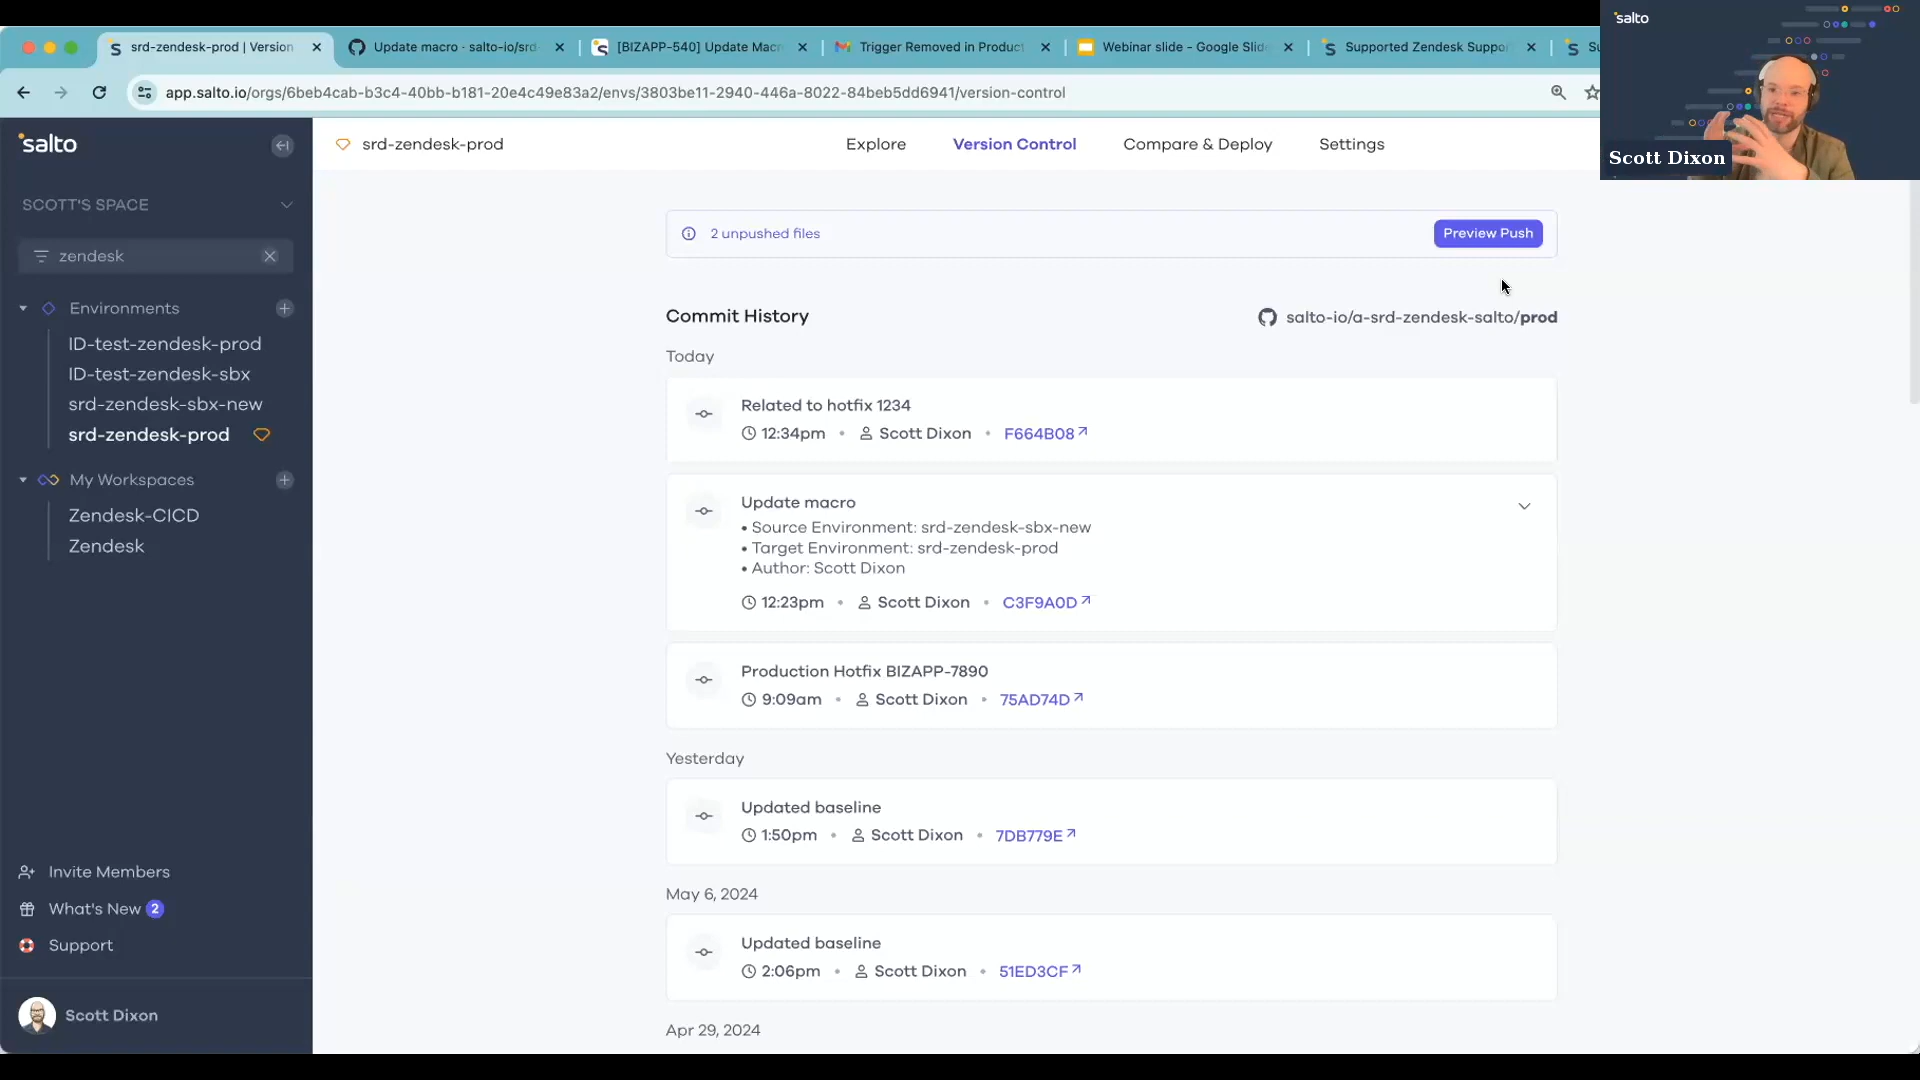 srd-zendesk-prod | Version
Update macro · salto-io/srd-
[BIZAPP-540] Update Mac
Trigger Removed in Produc
Webinar slide - Google Slide
Supported Zendesk Suppo
Su
app.salto.io/orgs/6beb4cab-b3c4-40bb-b181-20e4c49e83a2/envs/3803be11-2940-446a-8022-84beb5dd6941/version-control
salto
Scott Dixon
salto
srd-zendesk-prod
Explore
Version Control
Compare & Deploy
Settings
SCOTT'S SPACE
zendesk
Environments
ID-test-zendesk-prod
ID-test-zendesk-sbx
srd-zendesk-sbx-new
srd-zendesk-prod
My Workspaces
Zendesk-CICD
Zendesk
Invite Members
What's New 2
Support
Scott Dixon
2 unpushed files
Preview Push
Commit History
salto-io/a-srd-zendesk-salto/prod
Today
Related to hotfix 1234
12:34pm • Scott Dixon • F664B08
Update macro
• Source Environment: srd-zendesk-sbx-new
• Target Environment: srd-zendesk-prod
• Author: Scott Dixon
12:23pm • Scott Dixon • C3F9A0D
Production Hotfix BIZAPP-7890
9:09am • Scott Dixon • 75AD74D
Yesterday
Updated baseline
1:50pm • Scott Dixon • 7DB779E
May 6, 2024
Updated baseline
2:06pm • Scott Dixon • 51ED3CF
Apr 29, 2024